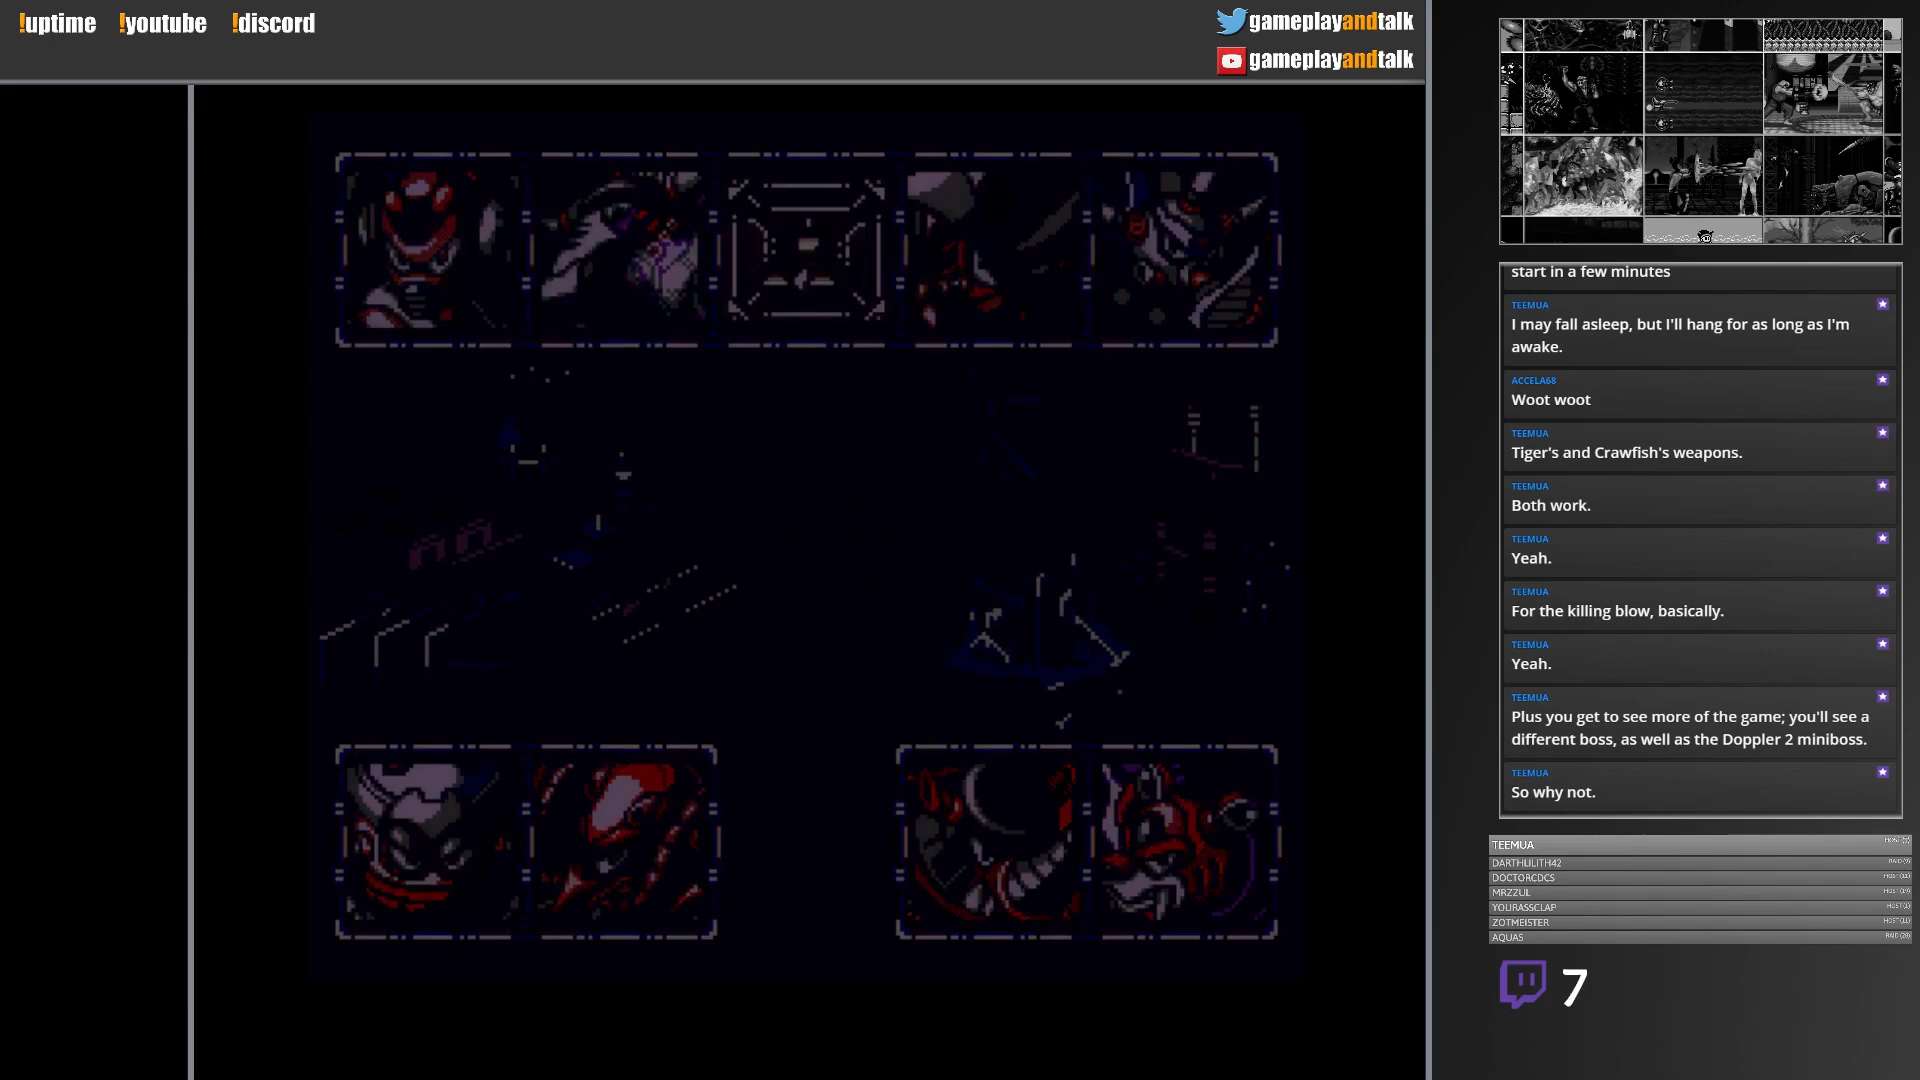 !uptime !youtube !discord
gameplayandtalk
gameplayandtalk
start in a few minutes
TEEMUA
I may fall asleep, but I'll hang for as long as I'm
awake.
ACCELA68
Woot woot
TEEMUA
Tiger's and Crawfish's weapons.
TEEMUA
Both work.
TEEMUA
Yeah.
TEEMUA
For the killing blow, basically.
TEEMUA
Yeah.
TEEMUA
Plus you get to see more of the game; you'll see a
different boss, as well as the Doppler 2 miniboss.
TEEMUA
So why not.
TEEMUA
DARTHLILITH42
DOCTORCDCS
MRZZUL
YOURASSCLAP
ZOTMEISTER
AQUAS
7